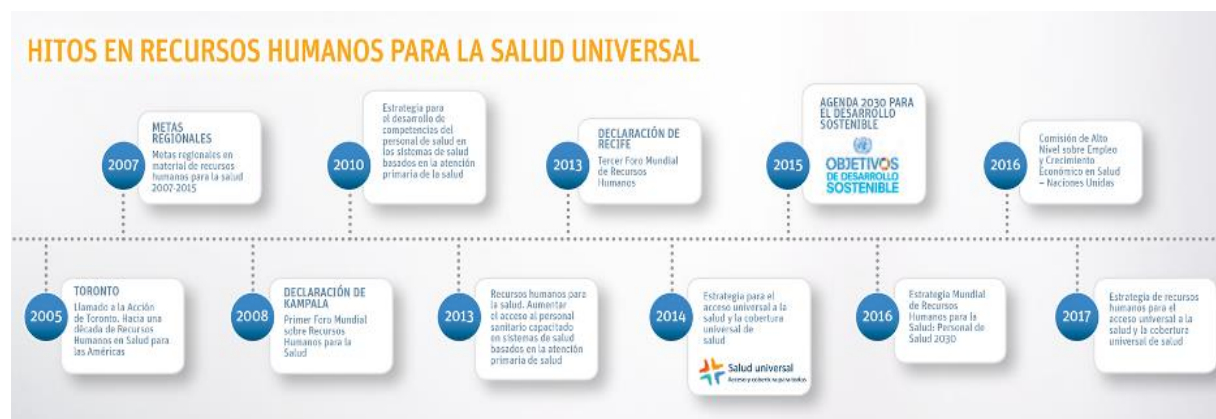 HITOS EN RECURSOS HUMANOS PARA LA SALUD UNIVERSAL
2005
TORONTO
Llamado a la Acción
de Toronto. Hacia una
década de Recursos
Humanos en Salud para
las Américas
2007
METAS
REGIONALES
Metas regionales en
material de recursos
humanos para la salud
2007-2015
2008
DECLARACIÓN DE
KAMPALA
Primer Foro Mundial
sobre Recursos
Humanos para la
Salud
2010
Estrategia para
el desarrollo de
competencias del
personal de salud en
los sistemas de salud
basados en la atención
primaria de la salud
2013
Recursos humanos para
la salud. Aumentar
el acceso al personal
sanitario capacitado
en sistemas de salud
basados en la atención
primaria de salud
2013
DECLARACIÓN DE
RECIFE
Tercer Foro Mundial
de Recursos
Humanos
2014
Estrategia para el
acceso universal a la
salud y la cobertura
universal de
salud
Salud universal
Acceso y cobertura para todos
2015
AGENDA 2030 PARA
EL DESARROLLO
SOSTENIBLE
OBJETIVOS
DE DESARROLLO
SOSTENIBLE
2016
Estrategia Mundial
de Recursos
Humanos para la
Salud: Personal de
Salud 2030
2016
Comisión de Alto
Nivel sobre Empleo
y Crecimiento
Económico en Salud
– Naciones Unidas
2017
Estrategia de recursos
humanos para el
acceso universal a la
salud y la cobertura
universal de salud